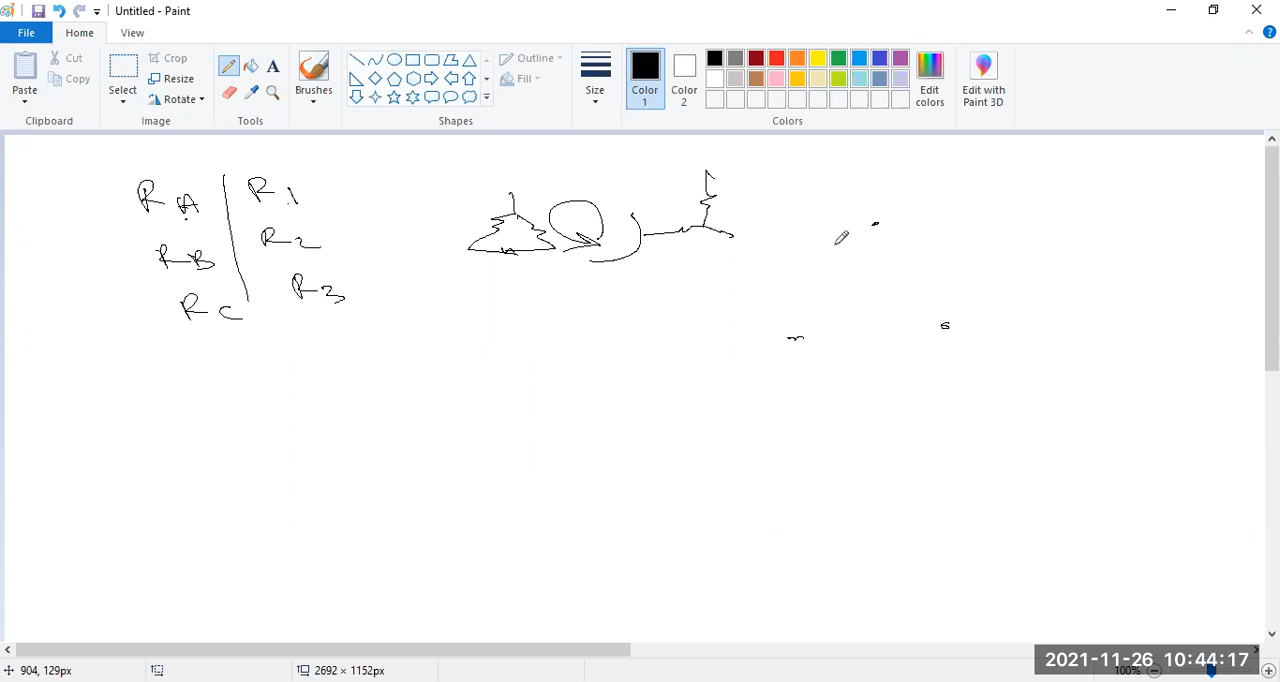 Untitled - Paint
File Home View
Paste
Cut
Copy
Clipboard
Select
Crop
Resize
Rotate
Image
A
Tools
Brushes
Shapes
Outline
Fill
Size
Color 1
Color 2
Edit colors
Colors
Edit with Paint 3D
R A R 1
R B R 2
R C R 3
904, 129px
2692 × 1152px
100%
2021-11-26 10:44:17